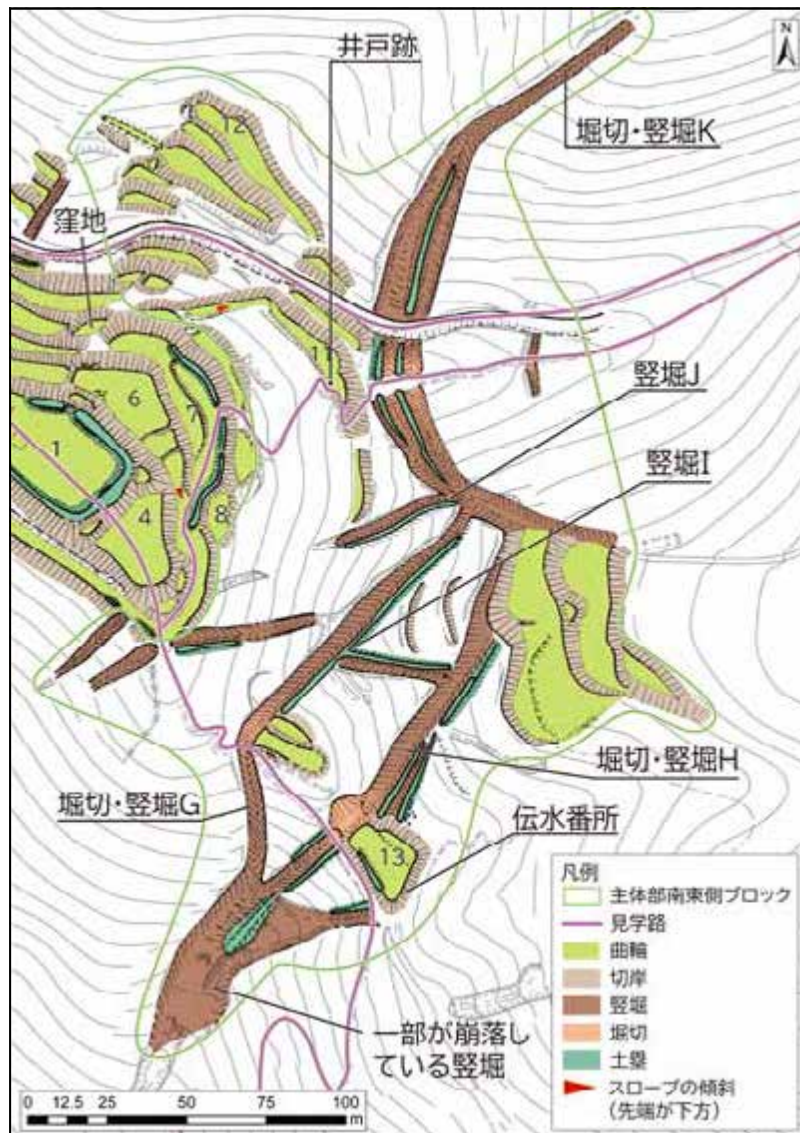 N
井戸跡
堀切・竪堀K
12
窪地
11
竪堀J
6
7
竪堀I
1
4
8
堀切・竪堀H
堀切・竪堀G
伝水番所
13
凡例
主体部南東側ブロック
見学路
曲輪
切岸
竪堀
堀切
土塁
スロープの傾斜
(先端が下方)
一部が崩落し
ている竪堀
0 12.5 25 50 75 100
m